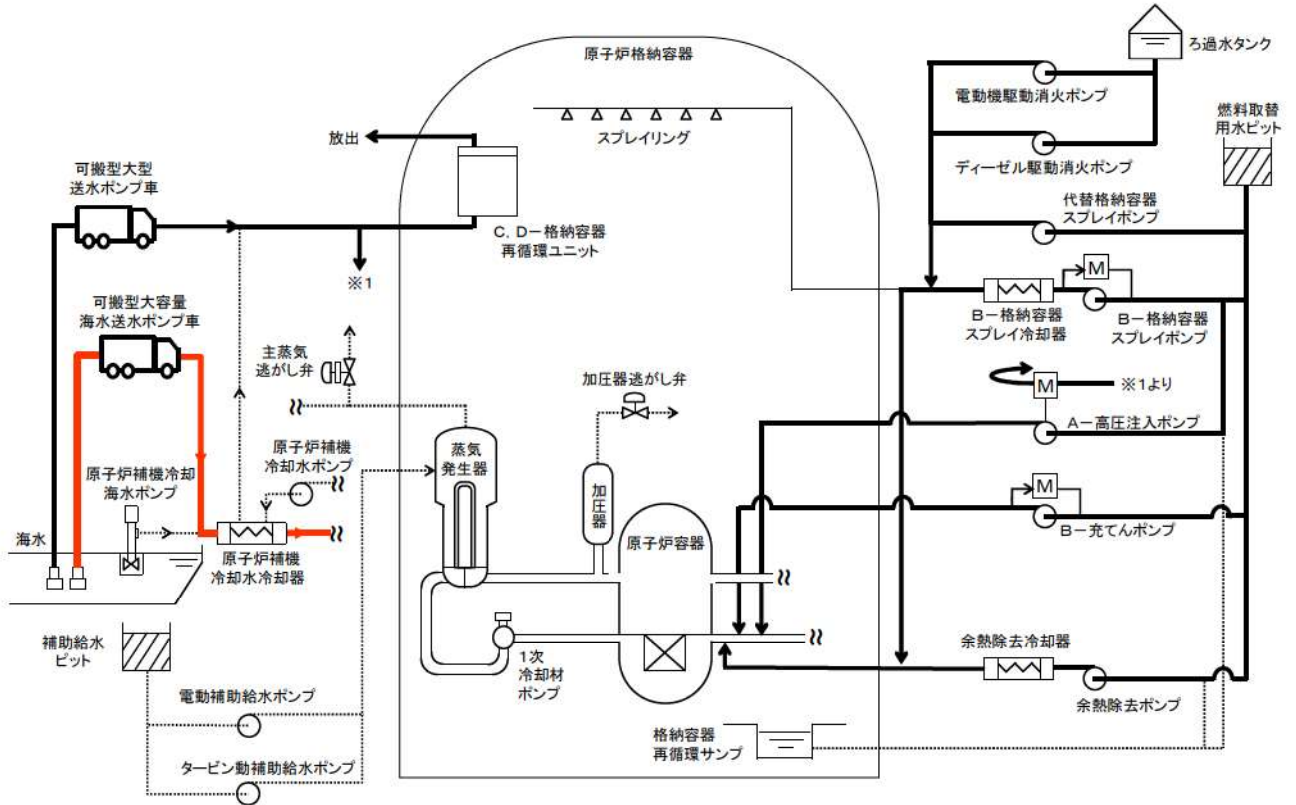 原子炉格納容器
ろ過水タンク
電動機駆動消火ポンプ
燃料取替
用水ピット
スプレイリング
放出
ディーゼル駆動消火ポンプ
可搬型大型
送水ポンプ車
代替格納容器
スプレイポンプ
C,D-格納容器
再循環ユニット
※1
M
B-格納容器
スプレイ冷却器
B-格納容器
スプレイポンプ
可搬型大容量
海水送水ポンプ車
主蒸気
逃がし弁
加圧器逃がし弁
M
※1より
A-高圧注入ポンプ
蒸気
発生器
原子炉補機
冷却水ポンプ
原子炉補機冷却
海水ポンプ
加圧器
M
B-充てんポンプ
原子炉容器
海水
原子炉補機
冷却水冷却器
補助給水
ピット
1次
冷却材
ポンプ
余熱除去冷却器
余熱除去ポンプ
電動補助給水ポンプ
格納容器
再循環サンプ
タービン動補助給水ポンプ